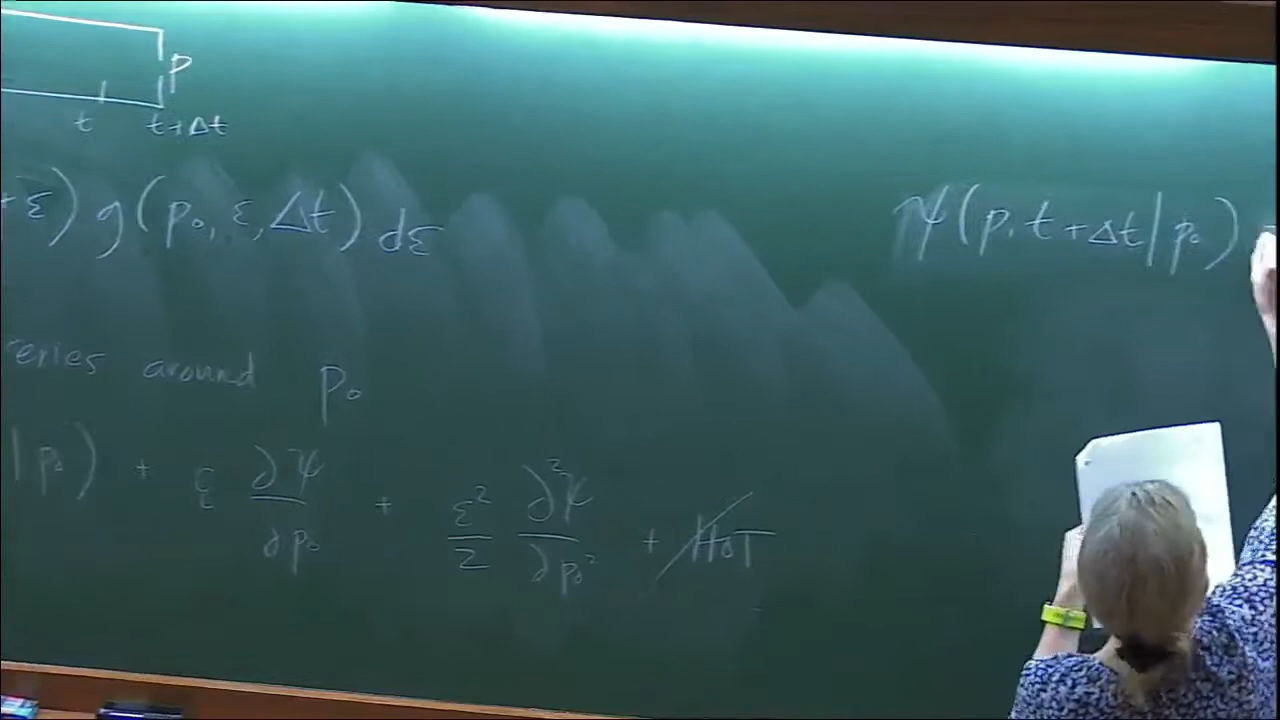 p
t t+Δt
+ε) g(p₀, ε, Δt) dε
ψ(p, t+Δt|p₀)
eries around p₀
|p₀) + ε ∂ψ/∂p₀ + ε²/2 ∂²ψ/∂p₀² + HOT